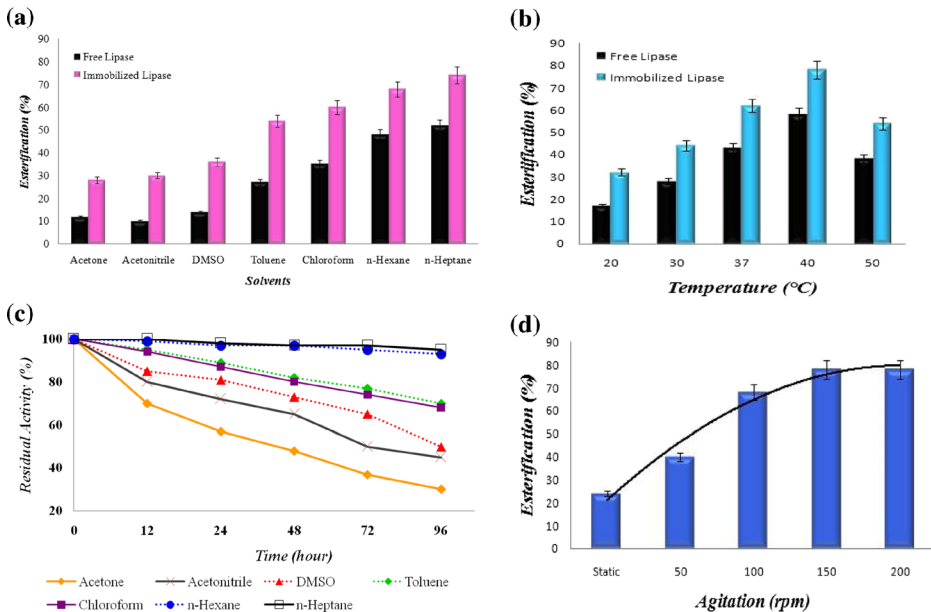 (a)
90
80
70
60
50
40
30
20
10
0
Esterification (%)
Free Lipase
Immobilized Lipase
Acetone Acetonitrile DMSO Toluene Chloroform n-Hexane n-Heptane
Solvents
(b)
90
80
70
60
50
40
30
20
10
0
Esterification (%)
Free Lipase
Immobilized Lipase
20 30 37 40 50
Temperature (°C)
(c)
100
80
60
40
20
Residual Activity (%)
0 12 24 48 72 96
Time (hour)
Acetone Acetonitrile DMSO Toluene
Chloroform n-Hexane n-Heptane
(d)
90
80
70
60
50
40
30
20
10
0
Esterification (%)
Static 50 100 150 200
Agitation (rpm)